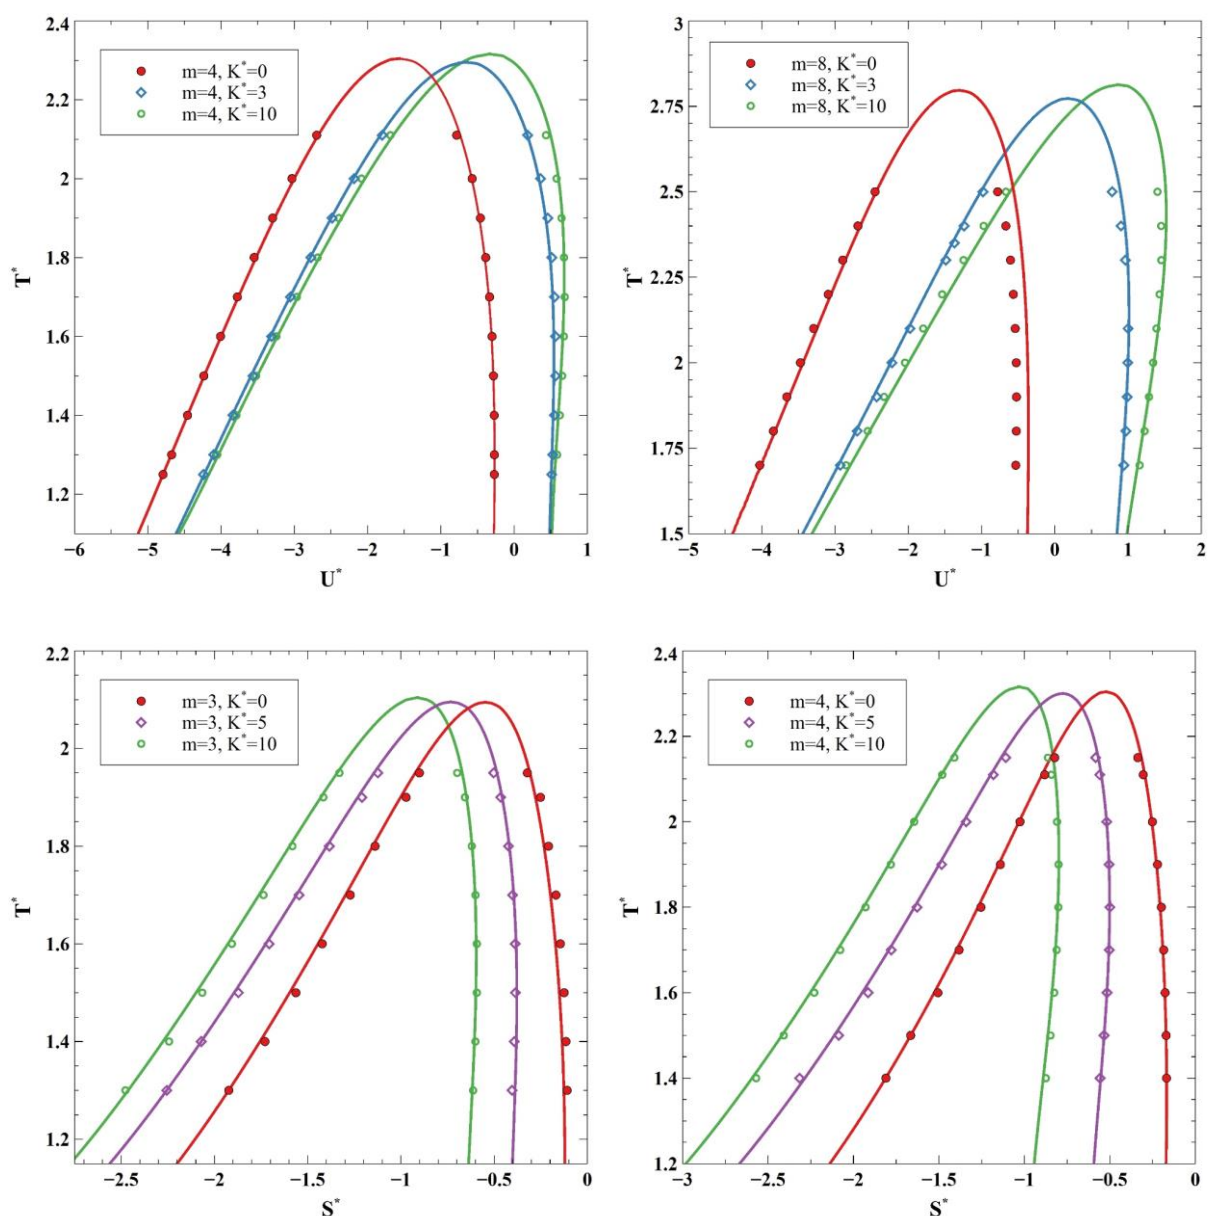 2.4
2.2
2
1.8
1.6
1.4
1.2
−6 −5 −4 −3 −2 −1 0 1
T*
U*
m=4, K*=0
m=4, K*=3
m=4, K*=10
3
2.75
2.5
2.25
2
1.75
1.5
−5 −4 −3 −2 −1 0 1 2
T*
U*
m=8, K*=0
m=8, K*=3
m=8, K*=10
2.2
2
1.8
1.6
1.4
1.2
−2.5 −2 −1.5 −1 −0.5 0
T*
S*
m=3, K*=0
m=3, K*=5
m=3, K*=10
2.4
2.2
2
1.8
1.6
1.4
1.2
−3 −2.5 −2 −1.5 −1 −0.5 0
T*
S*
m=4, K*=0
m=4, K*=5
m=4, K*=10